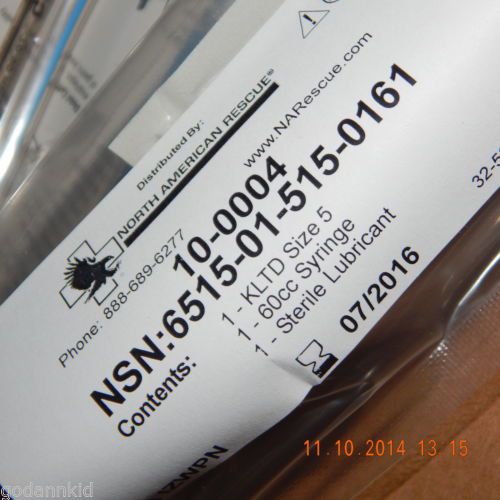 Distributed By:
NORTH AMERICAN RESCUE®
Phone: 888-689-6277
www.NARescue.com
10-0004
NSN:6515-01-515-0161
Contents:
1 - KLTD Size 5
1 - 60cc Syringe
1 - Sterile Lubricant
07/2016
11.10.2014 13:15
godannkid